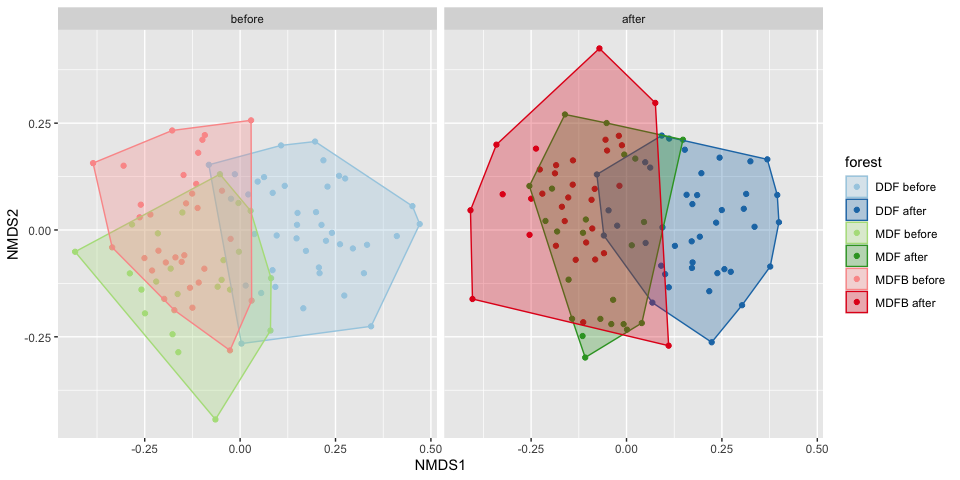 before after
NMDS2
0.25
0.00
-0.25
-0.25 0.00 0.25 0.50 -0.25 0.00 0.25 0.50
NMDS1
forest
DDF before
DDF after
MDF before
MDF after
MDFB before
MDFB after